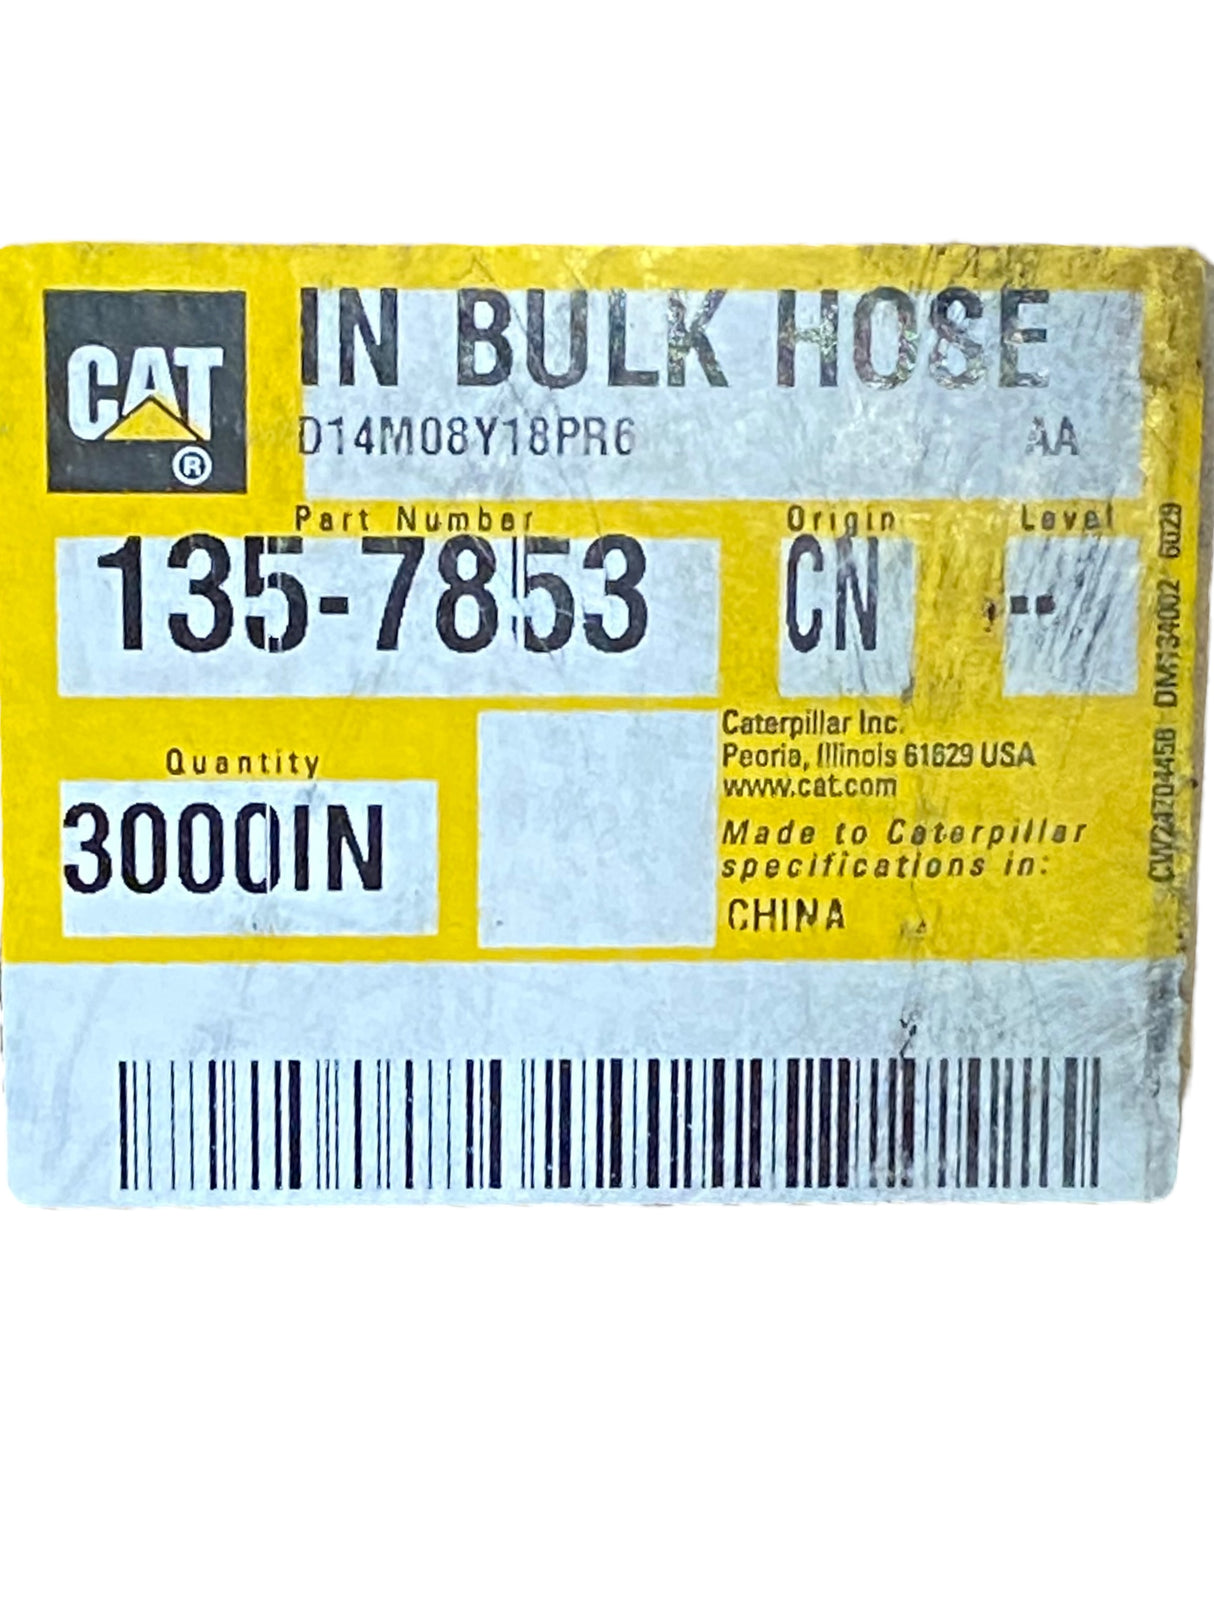 CAT
®
IN BULK HOSE
D14M08Y18PR6 AA
Part Number Origin Level
135-7853 CN --
Caterpillar Inc.
Peoria, Illinois 61629 USA
www.cat.com
Quantity
3000IN
Made to Caterpillar
specifications in:
CHINA
CW24704458 DM134002 6029